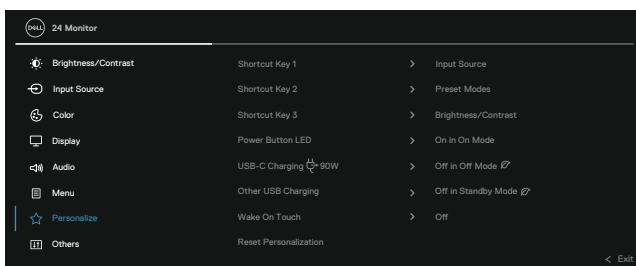 DELL 24 Monitor
Brightness/Contrast Shortcut Key 1 > Input Source
Input Source Shortcut Key 2 > Preset Modes
Color Shortcut Key 3 > Brightness/Contrast
Display Power Button LED > On in On Mode
Audio USB-C Charging 90W > Off in Off Mode
Menu Other USB Charging > Off in Standby Mode
Personalize Wake On Touch > Off
Others Reset Personalization
< Exit